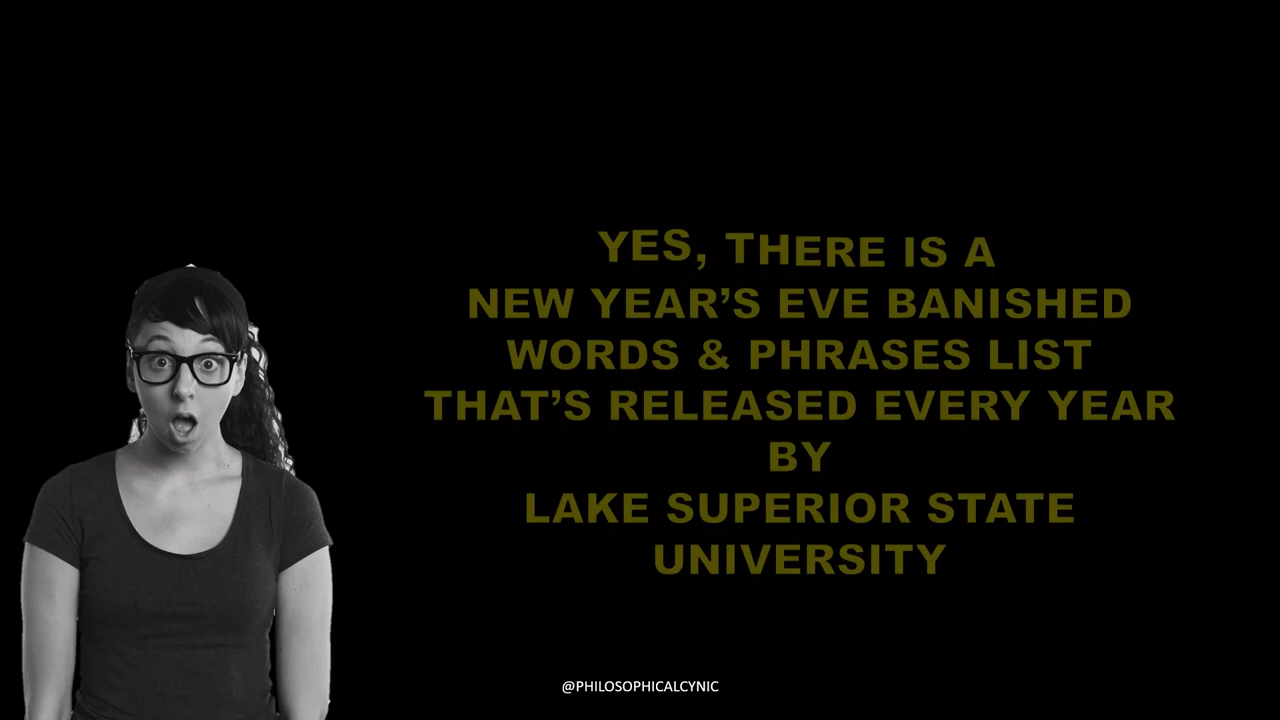 YES, THERE IS A
NEW YEAR’S EVE BANISHED
WORDS & PHRASES LIST
THAT’S RELEASED EVERY YEAR
BY
LAKE SUPERIOR STATE
UNIVERSITY
@PHILOSOPHICALCYNIC